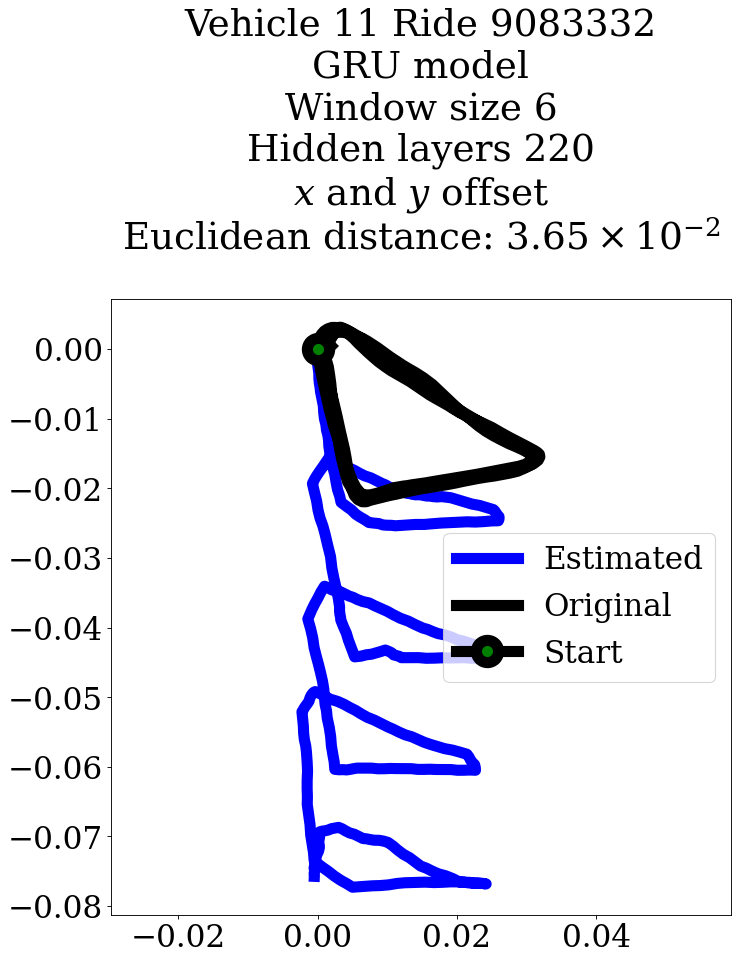 Vehicle 11 Ride 9083332
GRU model
Window size 6
Hidden layers 220
x and y offset
Euclidean distance: 3.65 × 10⁻²
0.00
−0.01
−0.02
−0.03
−0.04
−0.05
−0.06
−0.07
−0.08
Estimated
Original
Start
−0.02 0.00 0.02 0.04